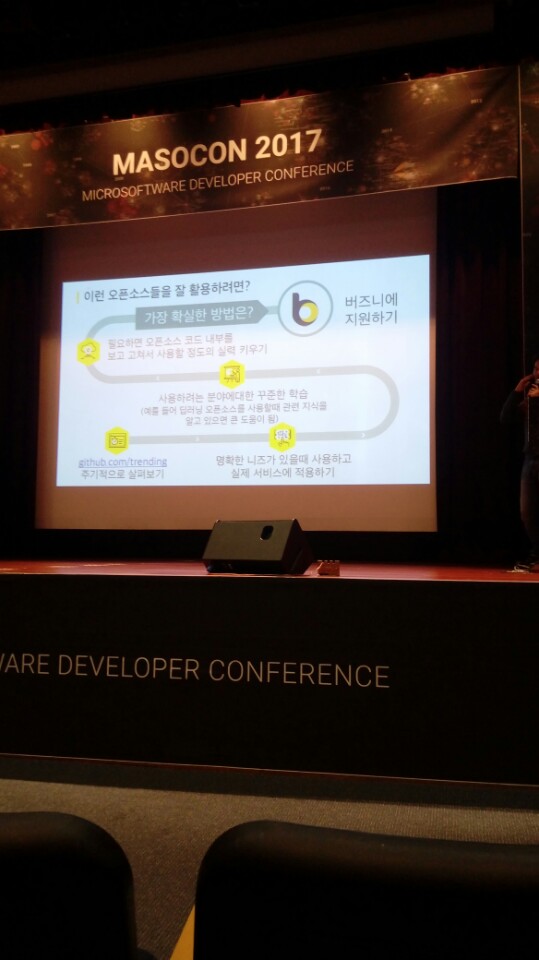 MASOCON 2017
MICROSOFTWARE DEVELOPER CONFERENCE
이런 오픈소스들을 잘 활용하려면?
가장 확실한 방법은?
b
버즈니에
지원하기
필요하면 오픈소스 코드 내부를
보고 고쳐서 사용할 정도의 실력 키우기
사용하려는 분야에대한 꾸준한 학습
(예를 들어 딥러닝 오픈소스를 사용할때 관련 지식을
알고 있으면 큰 도움이 됨)
github.com/trending
주기적으로 살펴보기
명확한 니즈가 있을때 사용하고
실제 서비스에 적용하기
WARE DEVELOPER CONFERENCE